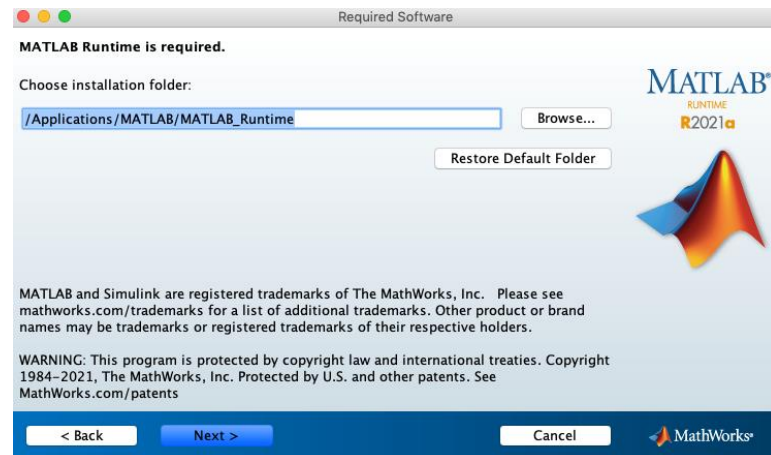 Required Software
MATLAB Runtime is required.
Choose installation folder:
/Applications/MATLAB/MATLAB_Runtime
Browse...
Restore Default Folder
MATLAB®
RUNTIME
R2021a
MATLAB and Simulink are registered trademarks of The MathWorks, Inc. Please see
mathworks.com/trademarks for a list of additional trademarks. Other product or brand
names may be trademarks or registered trademarks of their respective holders.
WARNING: This program is protected by copyright law and international treaties. Copyright
1984-2021, The MathWorks, Inc. Protected by U.S. and other patents. See
MathWorks.com/patents
< Back
Next >
Cancel
MathWorks®